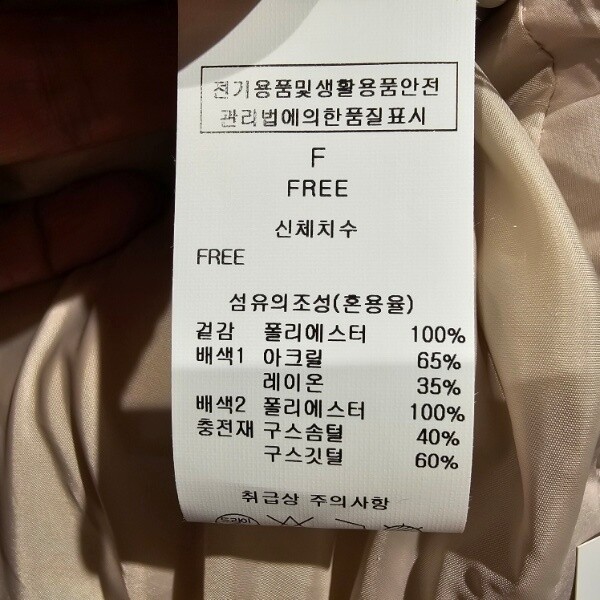 전기용품및생활용품안전
관리법에의한품질표시
F
FREE
신체치수
FREE
섬유의조성(혼용율)
겉감 폴리에스터 100%
배색1 아크릴 65%
레이온 35%
배색2 폴리에스터 100%
충전재 구스솜털 40%
구스깃털 60%
취급상 주의사항
드라이